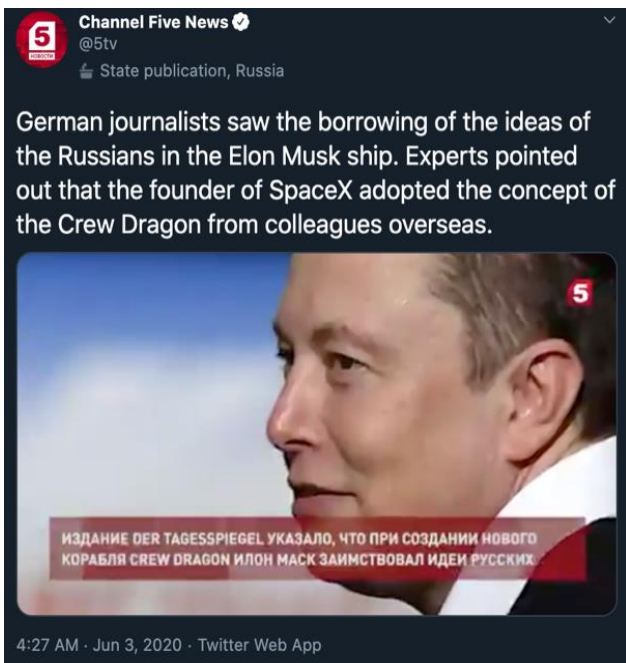 Channel Five News
@5tv
State publication, Russia
German journalists saw the borrowing of the ideas of
the Russians in the Elon Musk ship. Experts pointed
out that the founder of SpaceX adopted the concept of
the Crew Dragon from colleagues overseas.
5
НОВОСТИ
5
ИЗДАНИЕ DER TAGESSPIEGEL УКАЗАЛО, ЧТО ПРИ СОЗДАНИИ НОВОГО
КОРАБЛЯ CREW DRAGON ИЛОН МАСК ЗАИМСТВОВАЛ ИДЕИ РУССКИХ
4:27 AM · Jun 3, 2020 · Twitter Web App